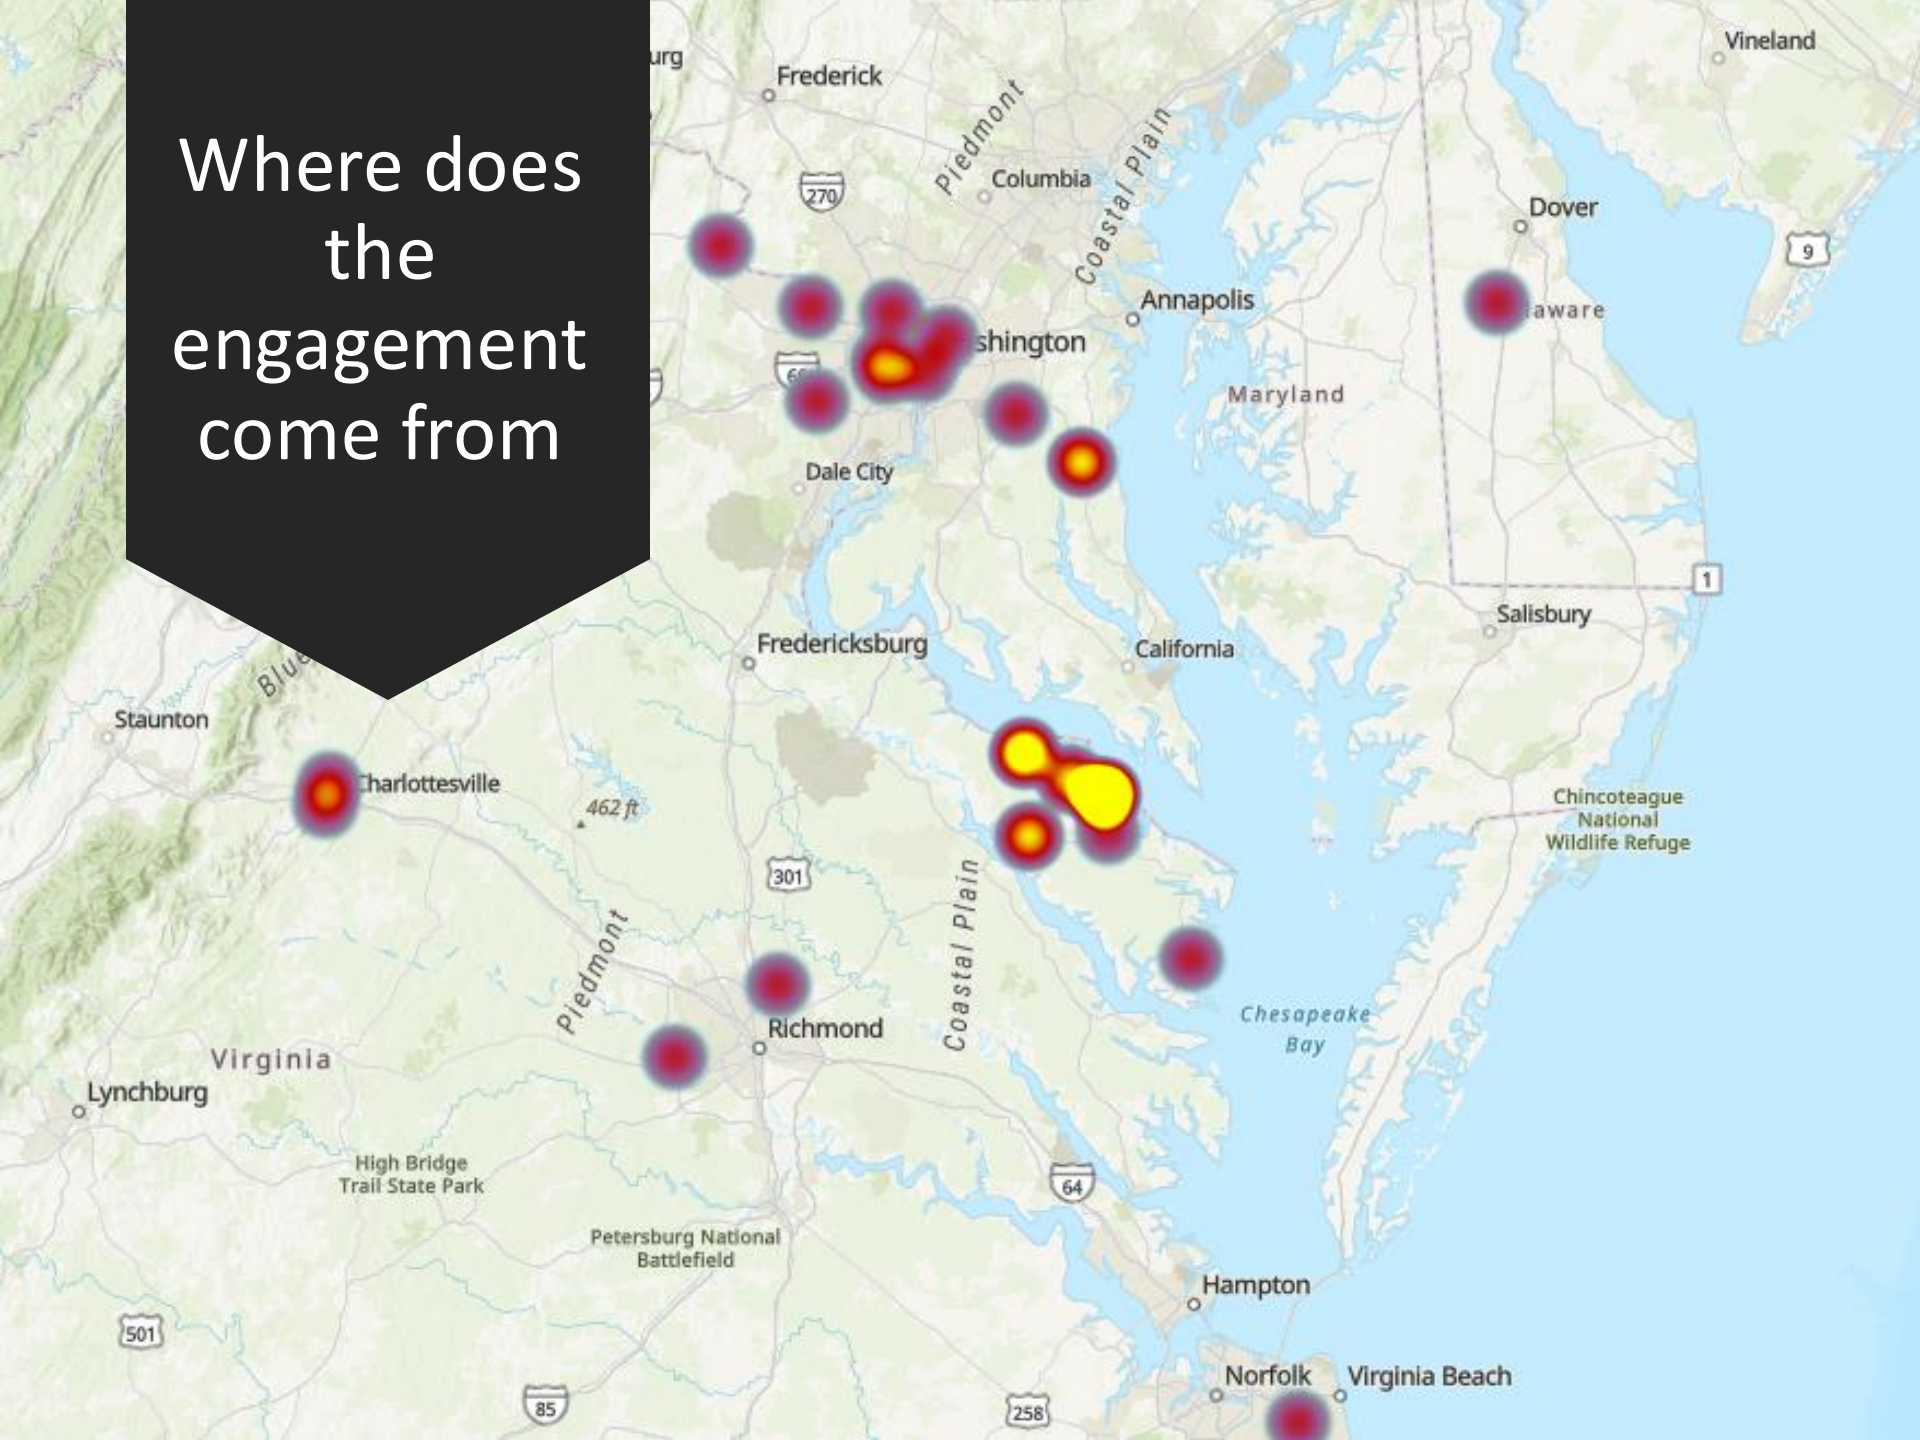 Where does
the
engagement
come from
urg
Frederick
Vineland
Piedmont
Coastal Plain
Columbia
270
Dover
9
Annapolis
laware
shington
Maryland
Dale City
1
Salisbury
Fredericksburg
California
Blue
Staunton
Charlottesville
462 ft
Chincoteague
National
Wildlife Refuge
301
Piedmont
Coastal Plain
Chesapeake
Bay
Richmond
Virginia
Lynchburg
High Bridge
Trail State Park
64
Petersburg National
Battlefield
Hampton
501
Norfolk
Virginia Beach
85
258